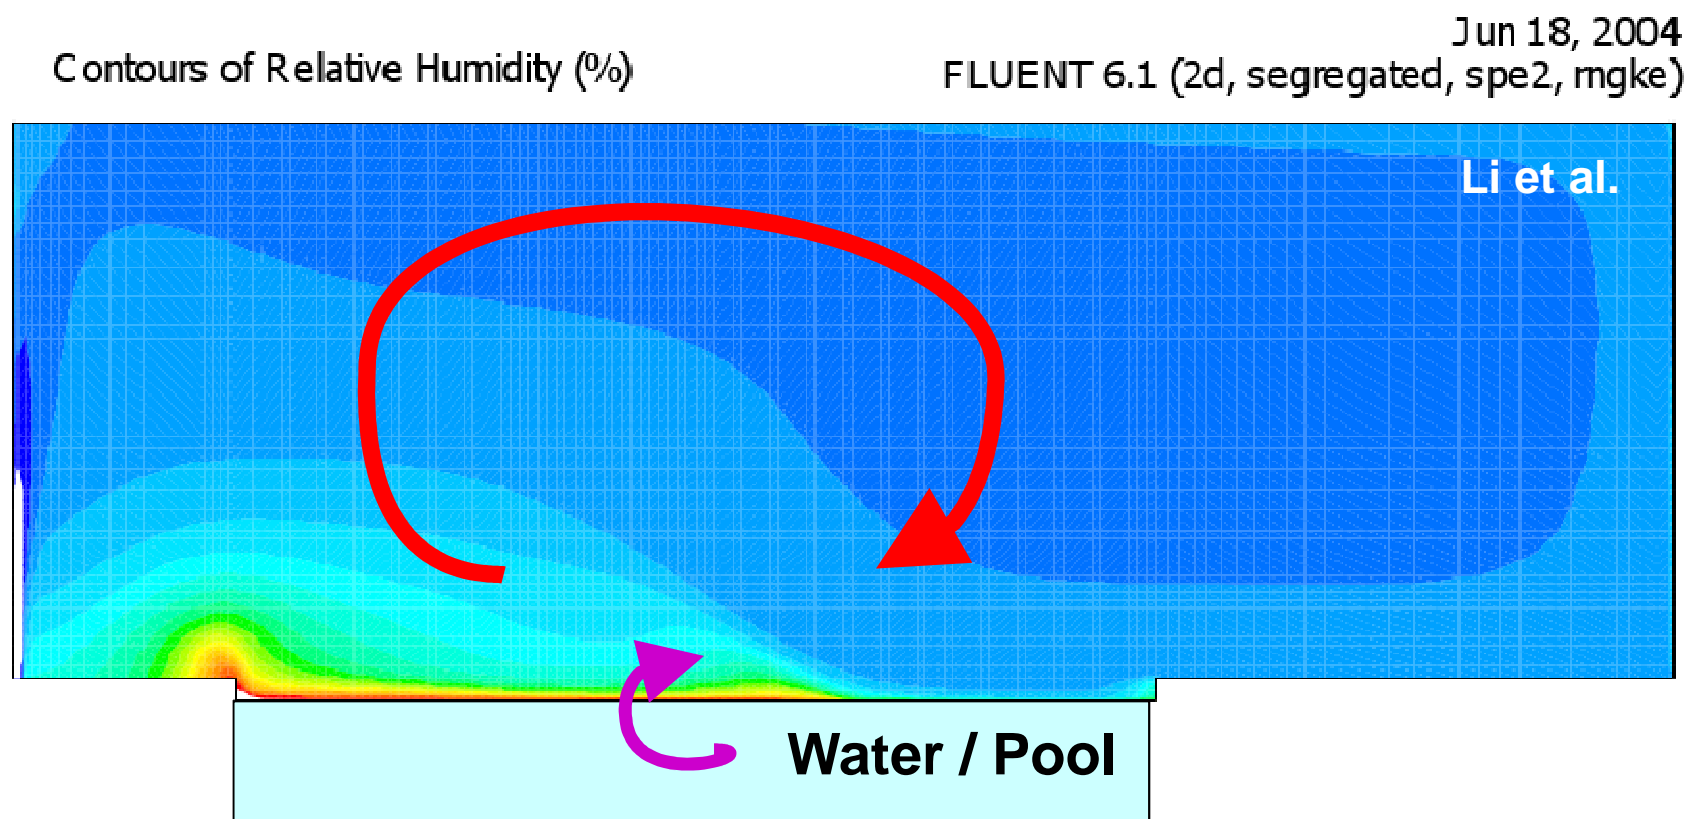 Jun 18, 2004
Contours of Relative Humidity (%)
FLUENT 6.1 (2d, segregated, spe2, rngke)
Li et al.
Water / Pool